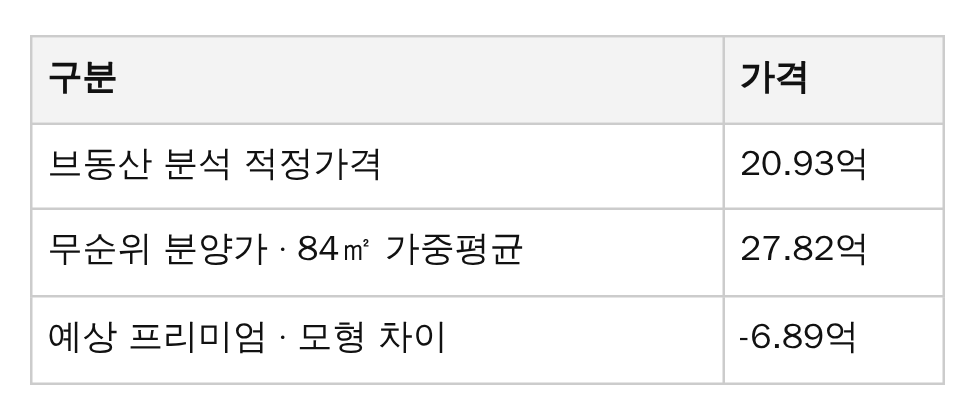 구분 가격
브동산 분석 적정가격 20.93억
무순위 분양가 · 84㎡ 가중평균 27.82억
예상 프리미엄 · 모형 차이 -6.89억